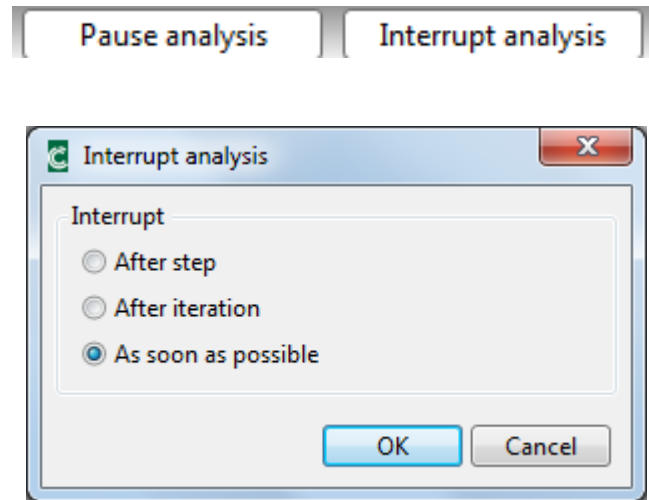 Pause analysis Interrupt analysis
Interrupt analysis
Interrupt
After step
After iteration
As soon as possible
OK Cancel